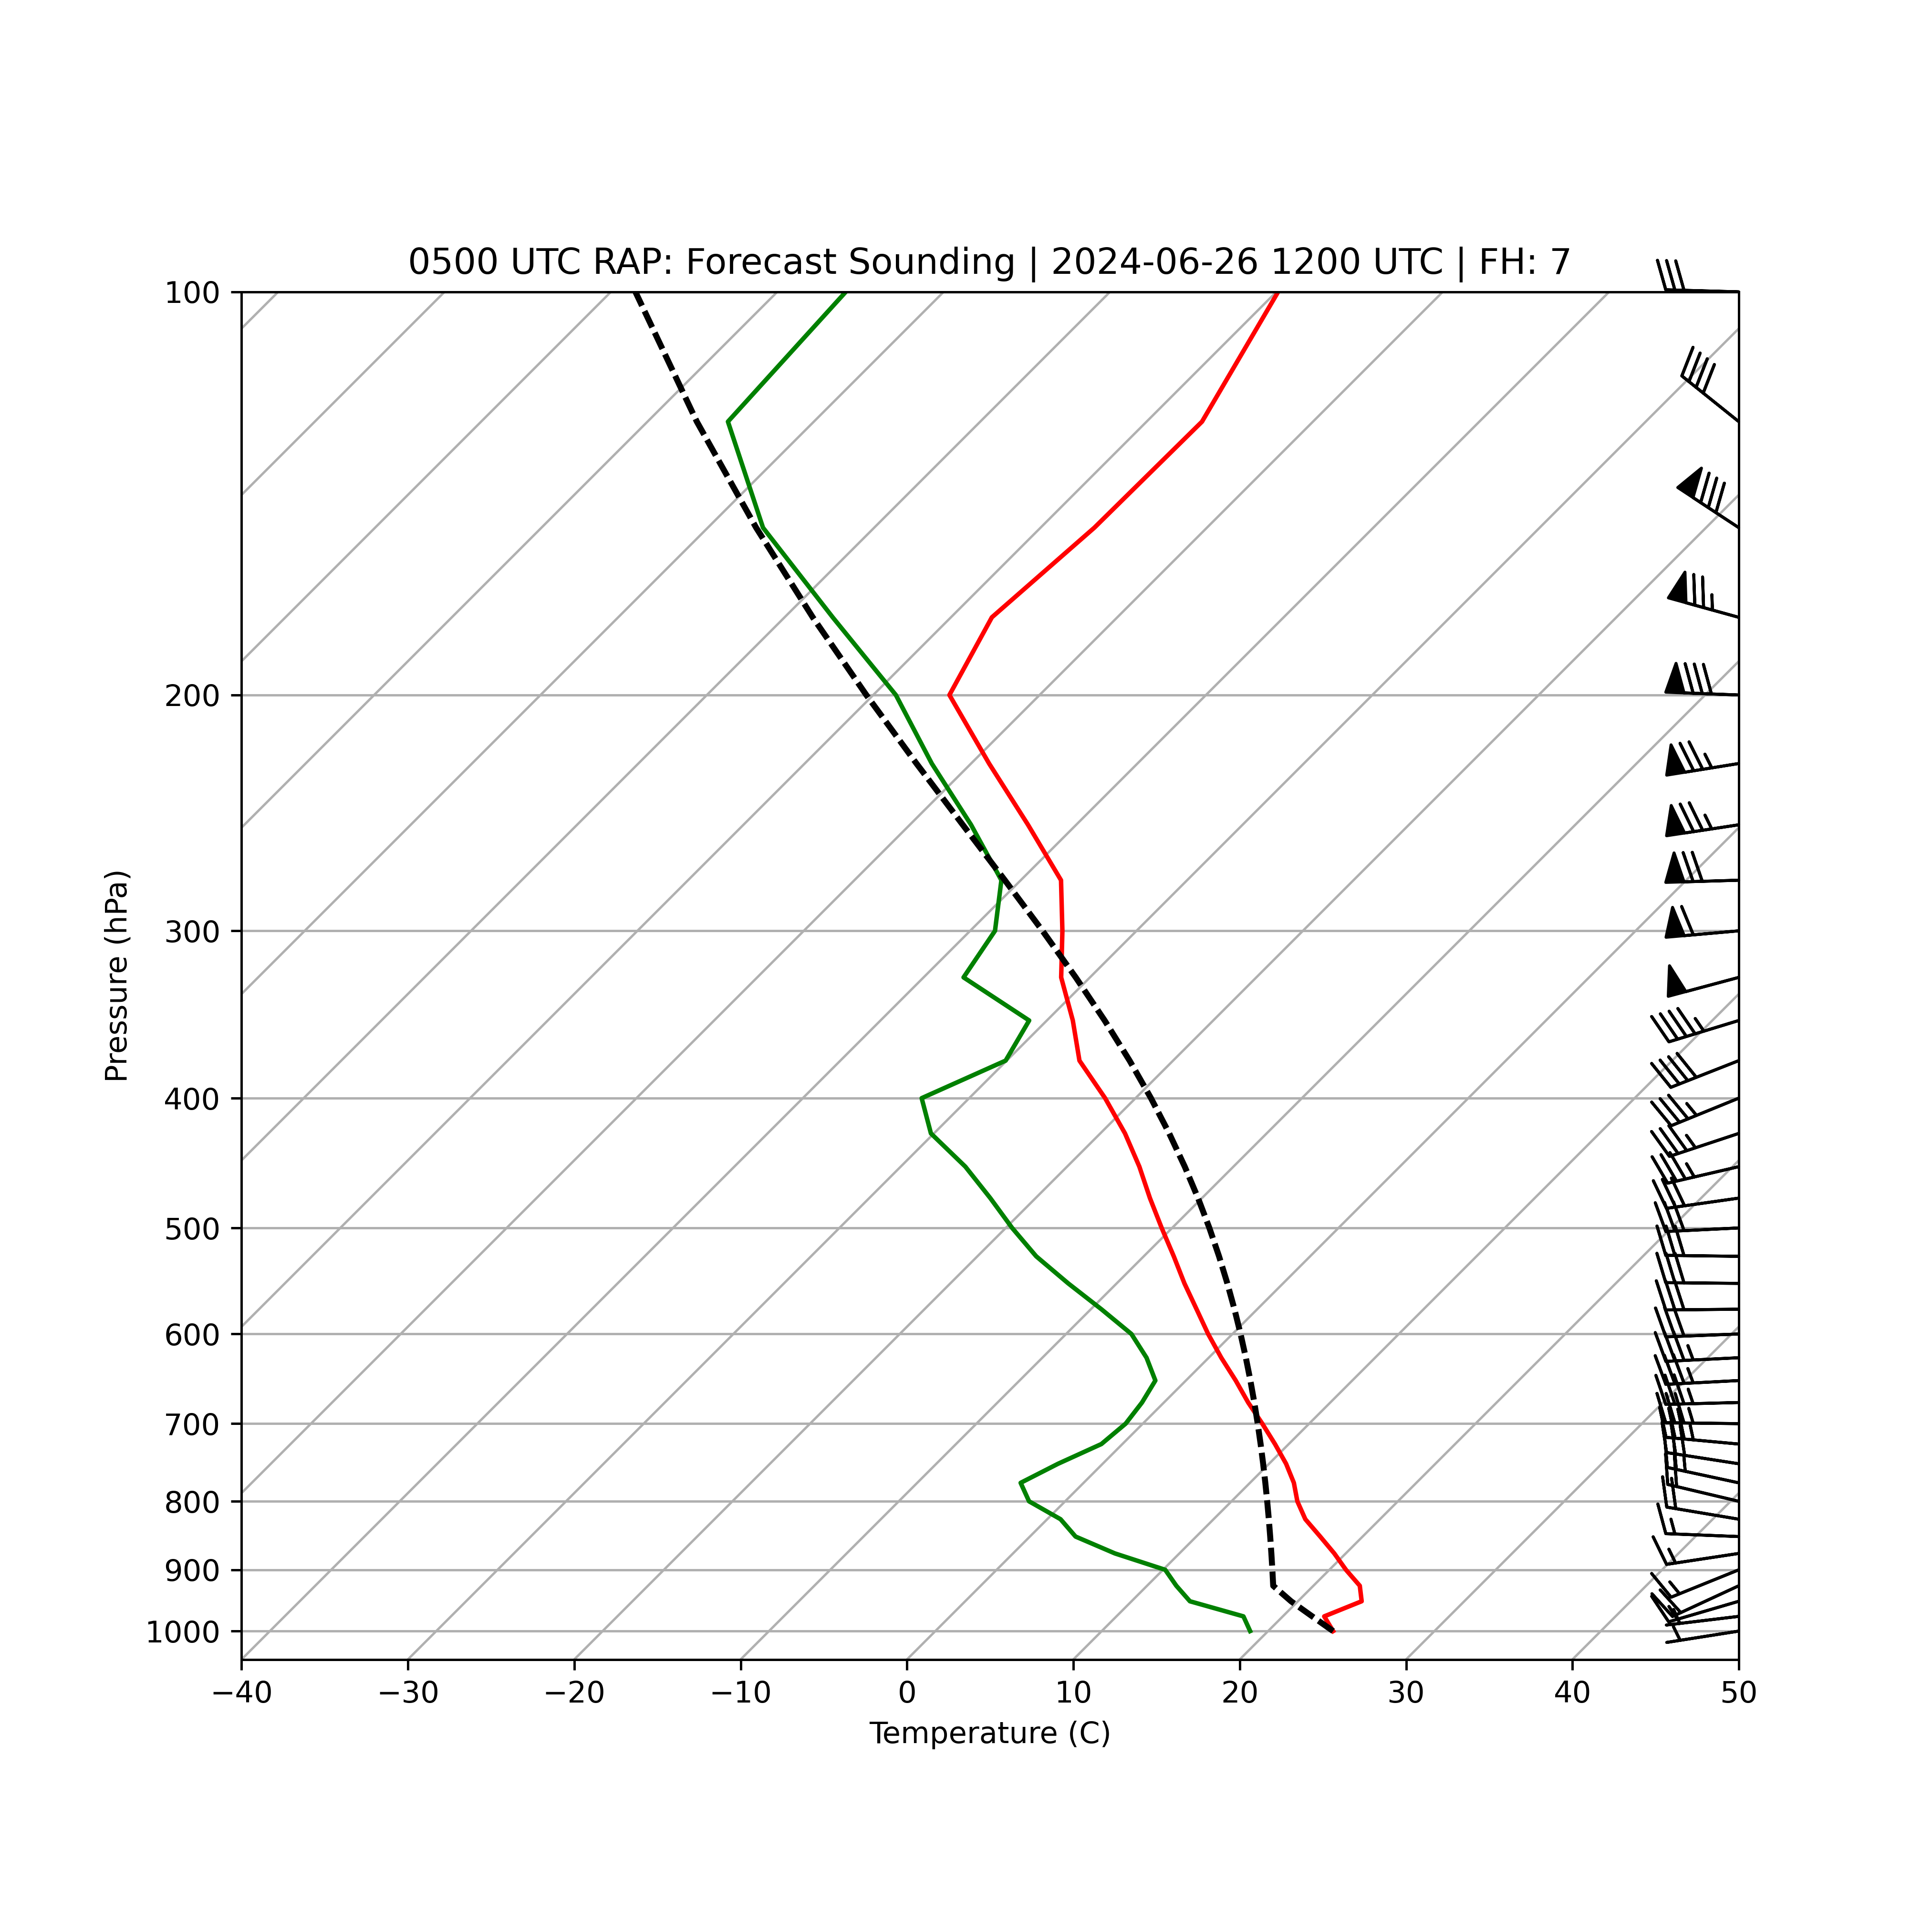 0500 UTC RAP: Forecast Sounding | 2024-06-26 1200 UTC | FH: 7
100
200
300
400
500
600
700
800
900
1000
Pressure (hPa)
−40 −30 −20 −10 0 10 20 30 40 50
Temperature (C)